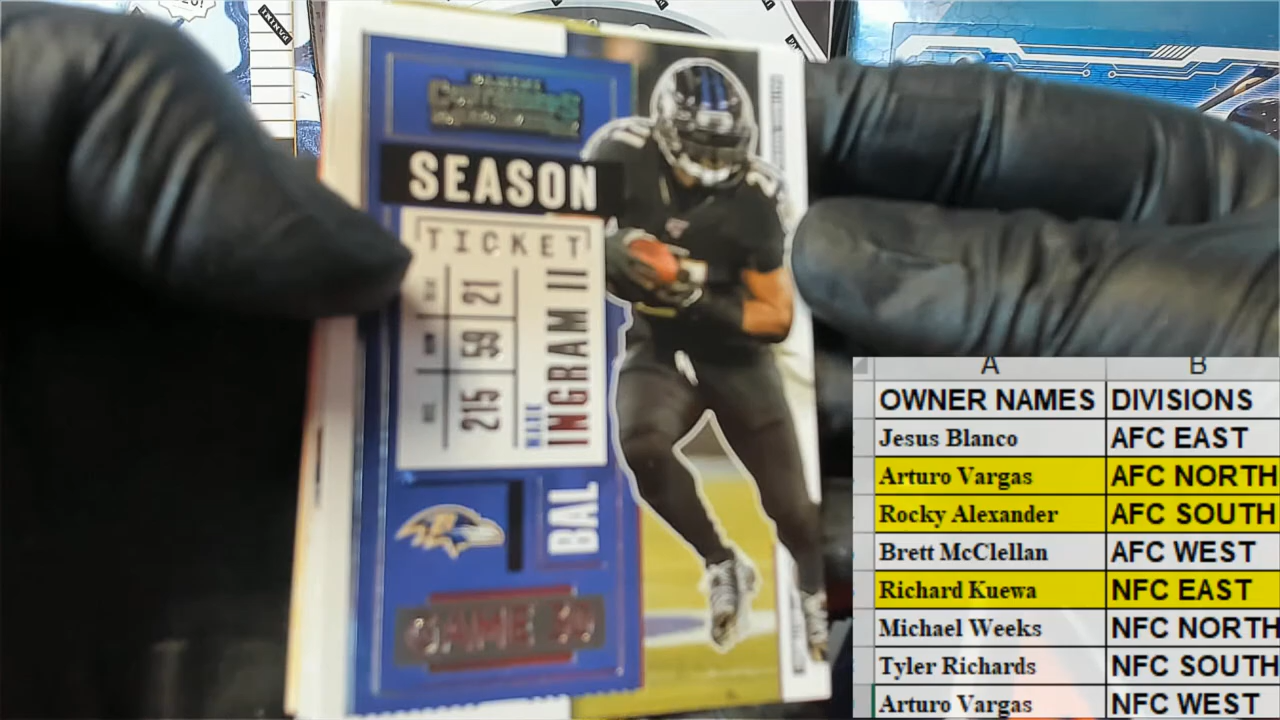 SEASON
TICKET
21
59
215
MARK
INGRAM II
BAL
A B
OWNER NAMES DIVISIONS
Jesus Blanco AFC EAST
Arturo Vargas AFC NORTH
Rocky Alexander AFC SOUTH
Brett McClellan AFC WEST
Richard Kuewa NFC EAST
Michael Weeks NFC NORTH
Tyler Richards NFC SOUTH
Arturo Vargas NFC WEST